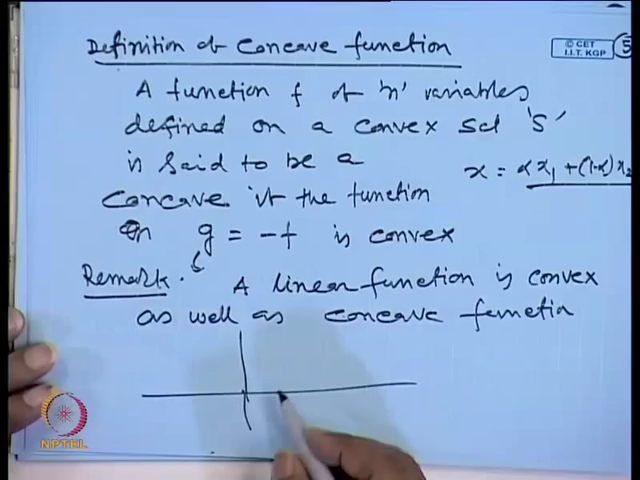 Definition of Concave function
© CET
I.I.T. KGP
5
A function f of 'n' variables
defined on a convex set 'S'
is said to be a
x = αx₁ + (1-α)x₂
concave if the function
g = -f is convex
Remark: A linear function is convex
as well as concave function
NPTEL